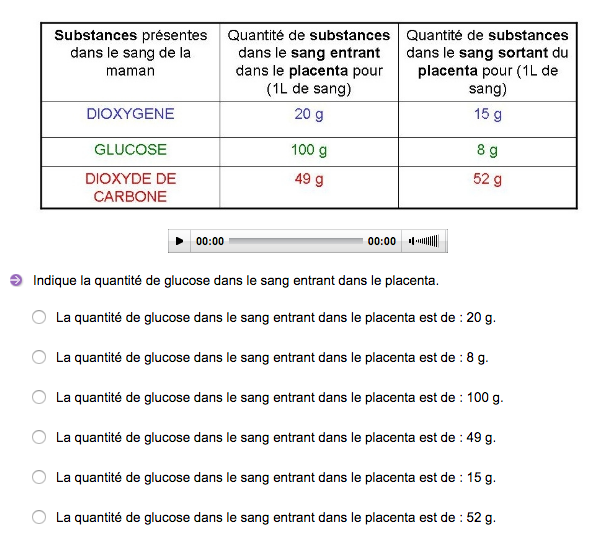 Substances présentes
dans le sang de la
maman
Quantité de substances
dans le sang entrant
dans le placenta pour
(1L de sang)
Quantité de substances
dans le sang sortant du
placenta pour (1L de
sang)
DIOXYGENE
20 g
15 g
GLUCOSE
100 g
8 g
DIOXYDE DE
CARBONE
49 g
52 g
00:00
00:00
Indique la quantité de glucose dans le sang entrant dans le placenta.
La quantité de glucose dans le sang entrant dans le placenta est de : 20 g.
La quantité de glucose dans le sang entrant dans le placenta est de : 8 g.
La quantité de glucose dans le sang entrant dans le placenta est de : 100 g.
La quantité de glucose dans le sang entrant dans le placenta est de : 49 g.
La quantité de glucose dans le sang entrant dans le placenta est de : 15 g.
La quantité de glucose dans le sang entrant dans le placenta est de : 52 g.